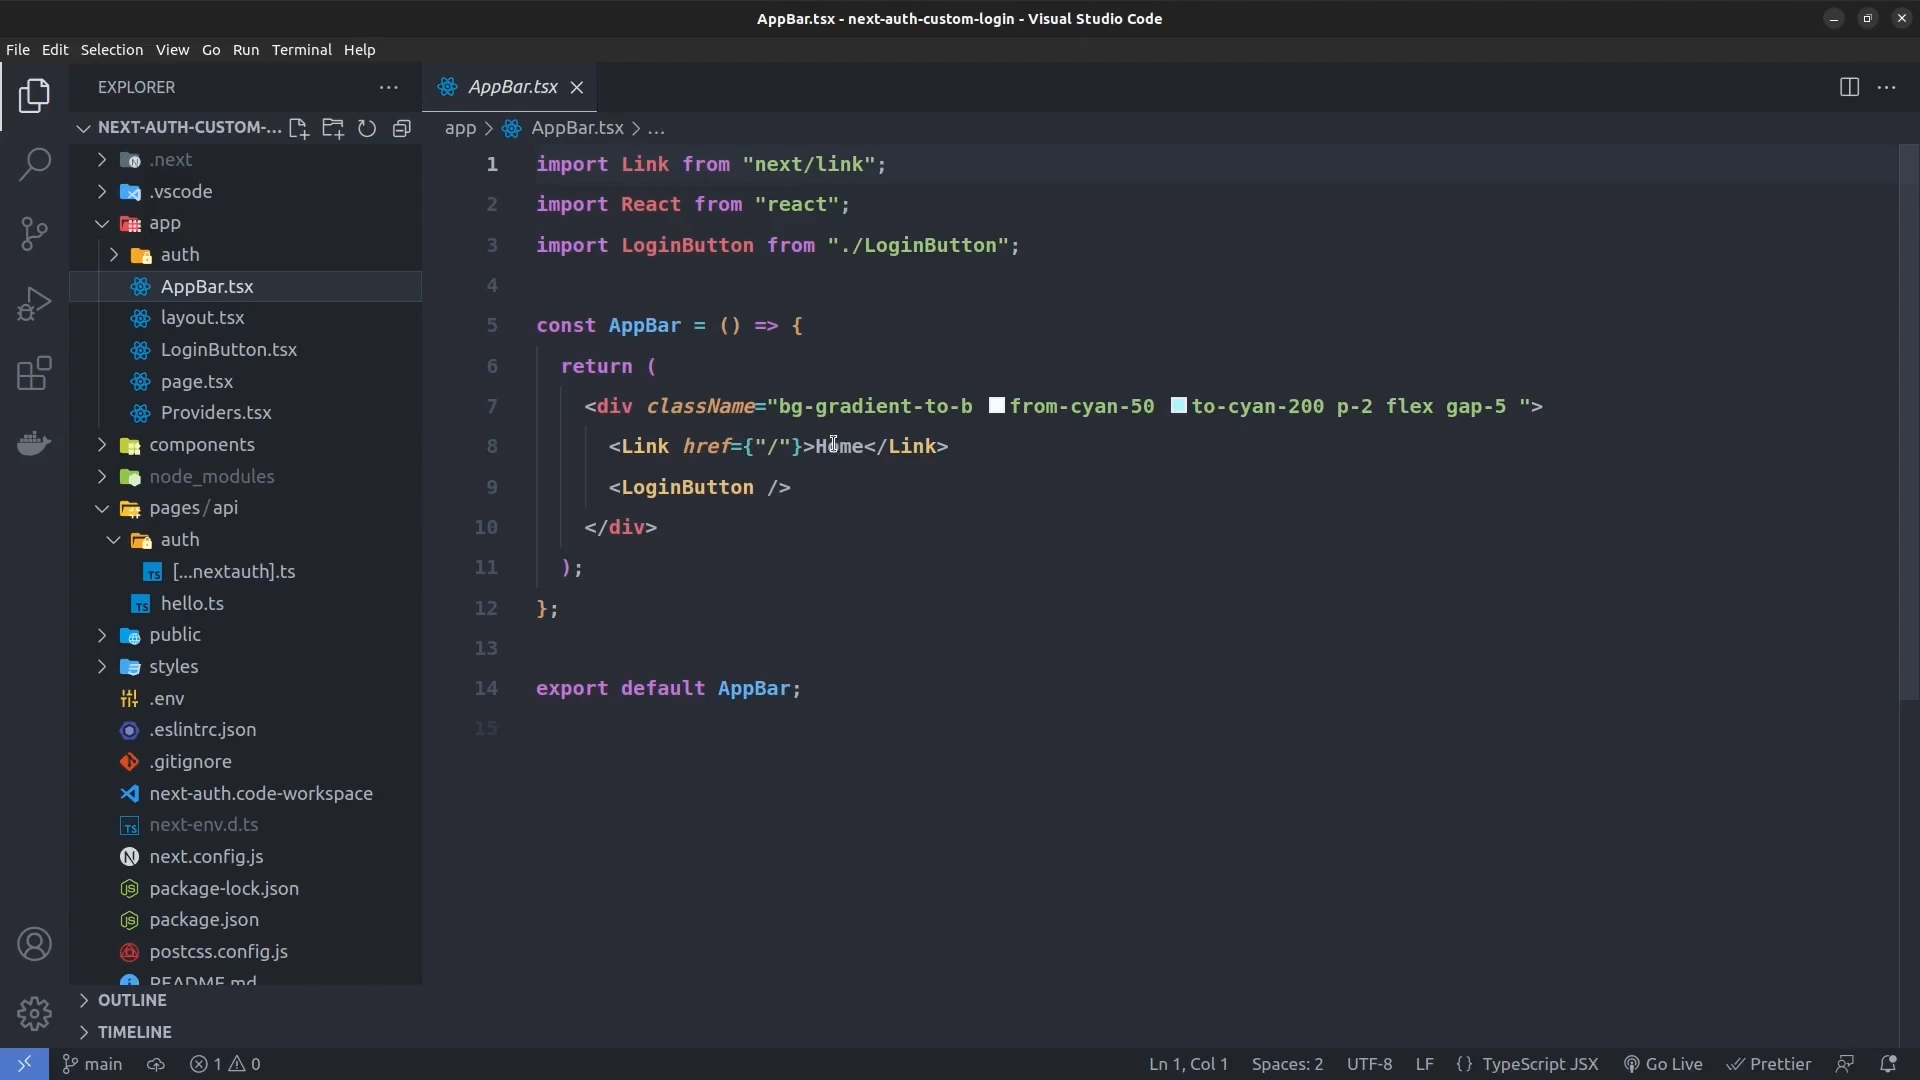 AppBar.tsx - next-auth-custom-login - Visual Studio Code
File Edit Selection View Go Run Terminal Help
EXPLORER
NEXT-AUTH-CUSTOM-...
.next
.vscode
app
auth
AppBar.tsx
layout.tsx
LoginButton.tsx
page.tsx
Providers.tsx
components
node_modules
pages/api
auth
[...nextauth].ts
hello.ts
public
styles
.env
.eslintrc.json
.gitignore
next-auth.code-workspace
next-env.d.ts
next.config.js
package-lock.json
package.json
postcss.config.js
README.md
OUTLINE
TIMELINE
AppBar.tsx
app > AppBar.tsx > ...
1 import Link from "next/link";
2 import React from "react";
3 import LoginButton from "./LoginButton";
4
5 const AppBar = () => {
6 return (
7 <div className="bg-gradient-to-b from-cyan-50 to-cyan-200 p-2 flex gap-5 ">
8 <Link href={"/"}>Home</Link>
9 <LoginButton />
10 </div>
11 );
12 };
13
14 export default AppBar;
15
main 1 0 Ln 1, Col 1 Spaces: 2 UTF-8 LF {} TypeScript JSX Go Live Prettier